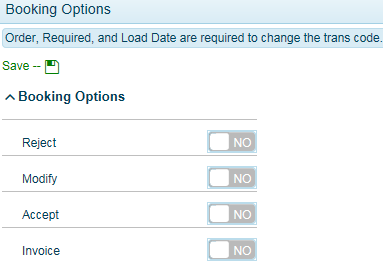 Booking Options
Order, Required, and Load Date are required to change the trans code.
Save --
Booking Options
Reject NO
Modify NO
Accept NO
Invoice NO